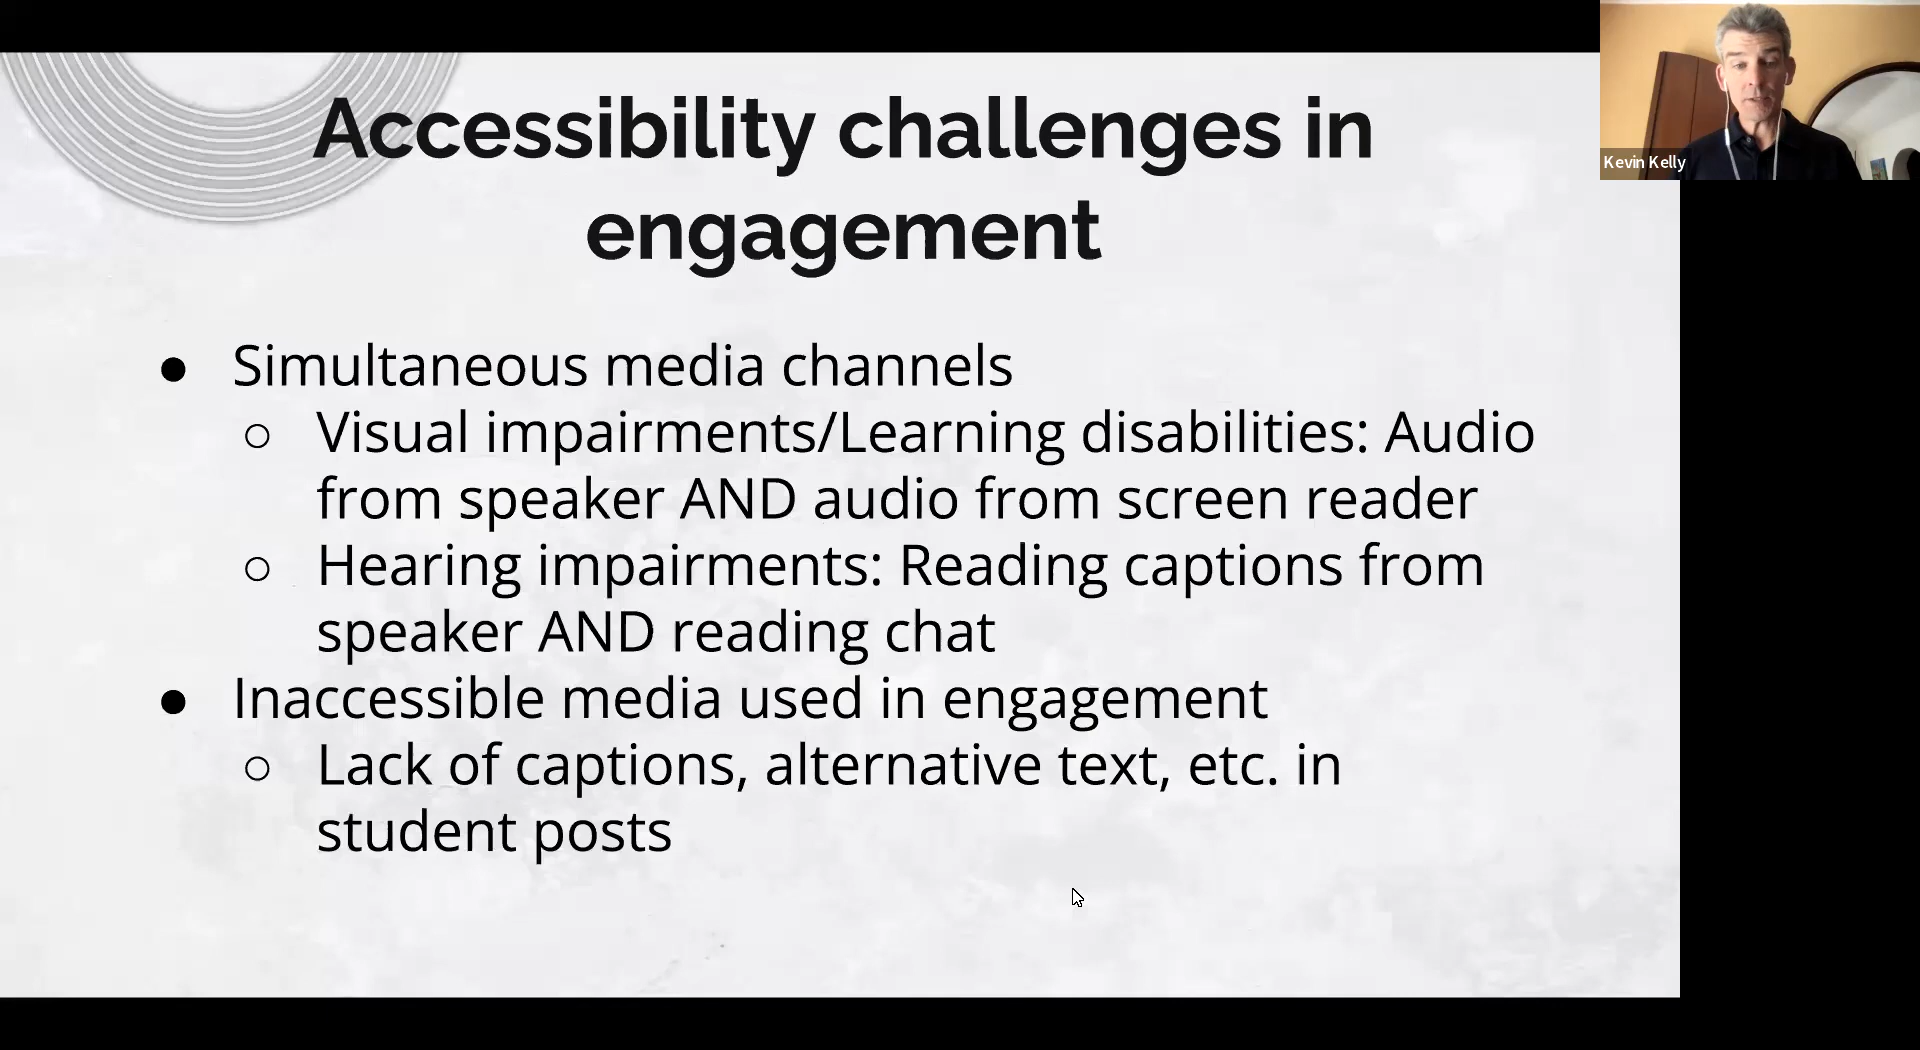 Accessibility challenges in
engagement
● Simultaneous media channels
○ Visual impairments/Learning disabilities: Audio
from speaker AND audio from screen reader
○ Hearing impairments: Reading captions from
speaker AND reading chat
● Inaccessible media used in engagement
○ Lack of captions, alternative text, etc. in
student posts
Kevin Kelly